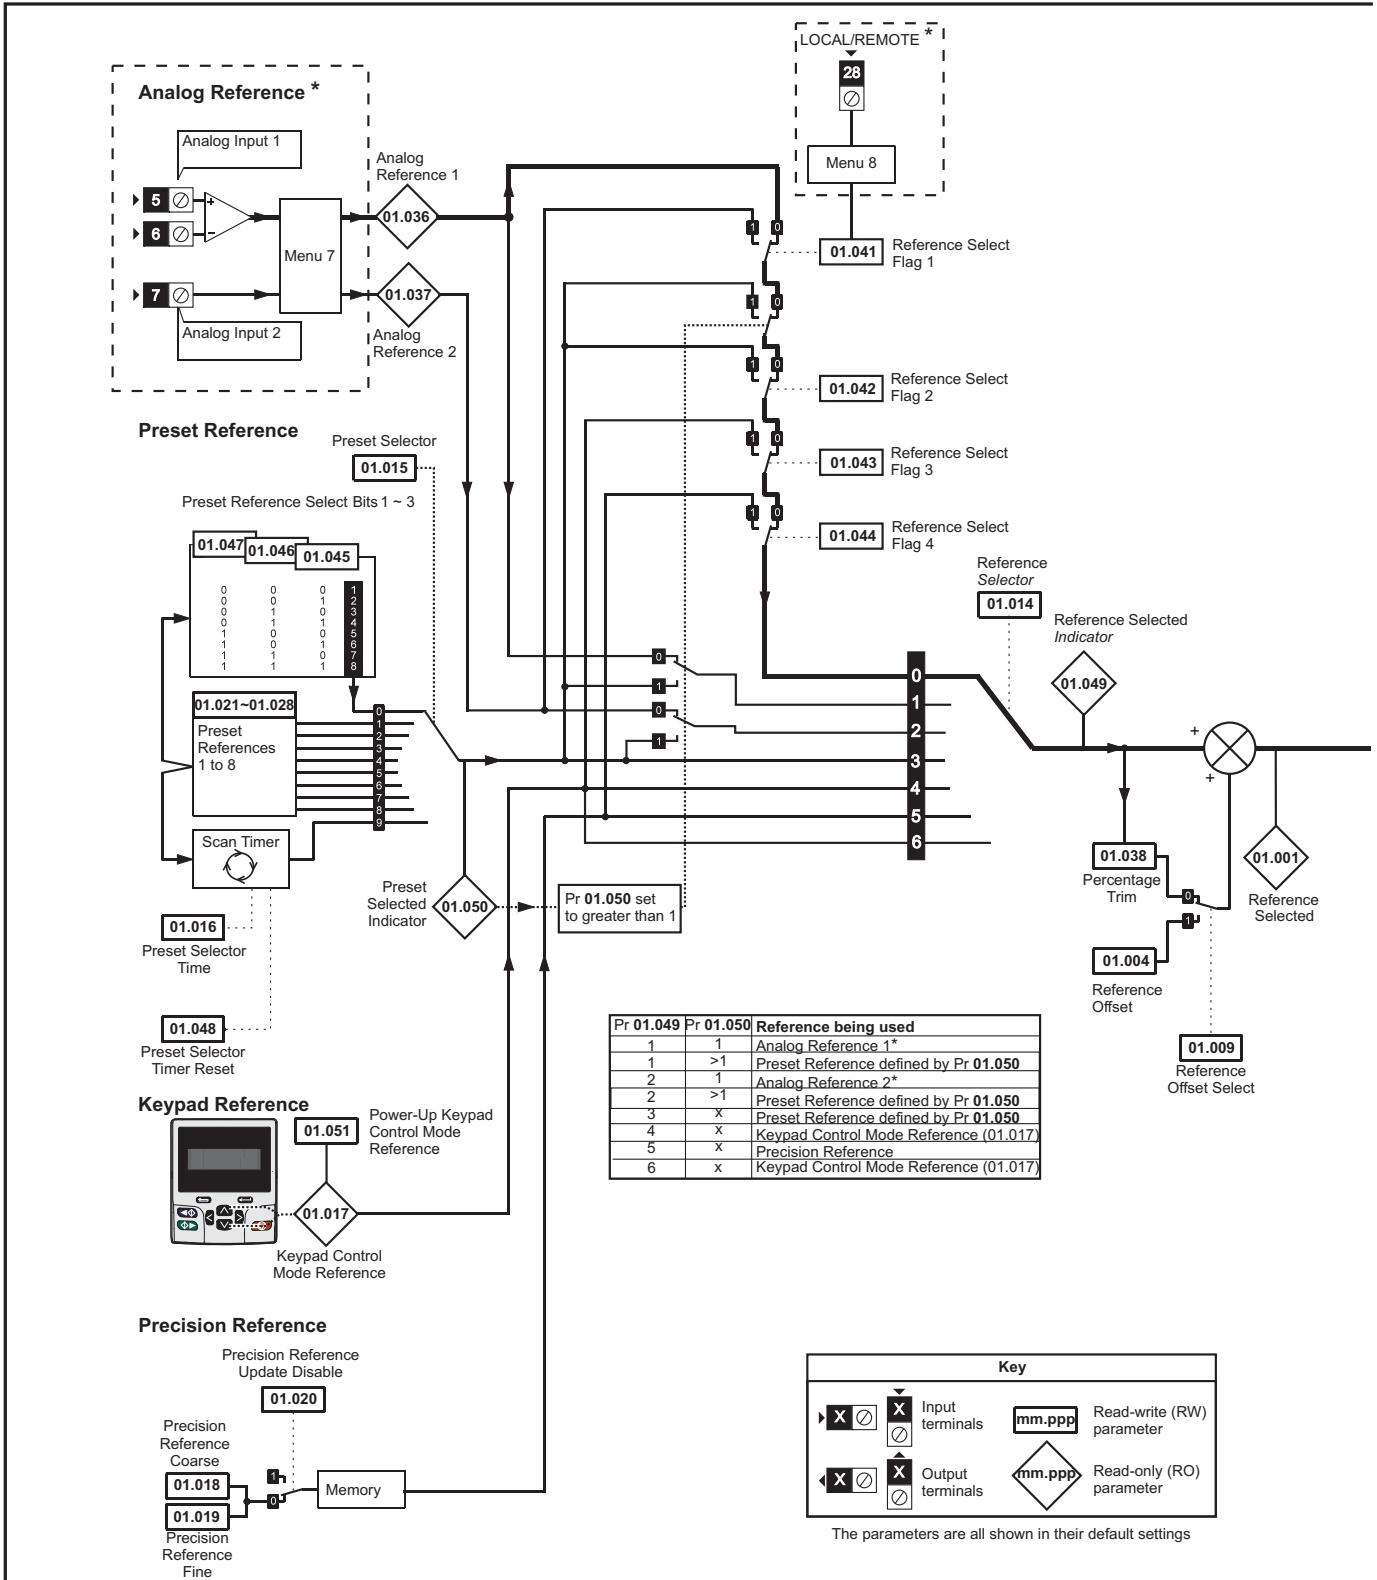 LOCAL/REMOTE *
28
Menu 8
Analog Reference *
Analog Input 1
5
+
6
−
Menu 7
7
Analog Input 2
Analog
Reference 1
01.036
01.037
Analog
Reference 2
1 0
01.041
Reference Select
Flag 1
1 0
1 0
01.042
Reference Select
Flag 2
1 0
01.043
Reference Select
Flag 3
1 0
01.044
Reference Select
Flag 4
Preset Reference
Preset Selector
01.015
Preset Reference Select Bits 1 ~ 3
01.047
01.046
01.045
0 0 0 1
0 0 1 2
0 1 0 3
0 1 1 4
1 0 0 5
1 0 1 6
1 1 0 7
1 1 1 8
01.021~01.028
Preset
References
1 to 8
0
1
2
3
4
5
6
7
8
9
Scan Timer
01.016
Preset Selector
Time
01.048
Preset Selector
Timer Reset
Preset
Selected
Indicator
01.050
Pr 01.050 set
to greater than 1
0
1
0
1
0
1
2
3
4
5
6
Reference
Selector
01.014
Reference Selected
Indicator
01.049
+
+
01.038
Percentage
Trim
0
1
01.004
Reference
Offset
01.001
Reference
Selected
01.009
Reference
Offset Select
Pr 01.049 Pr 01.050 Reference being used
1 1 Analog Reference 1*
1 >1 Preset Reference defined by Pr 01.050
2 1 Analog Reference 2*
2 >1 Preset Reference defined by Pr 01.050
3 x Preset Reference defined by Pr 01.050
4 x Keypad Control Mode Reference (01.017)
5 x Precision Reference
6 x Keypad Control Mode Reference (01.017)
Keypad Reference
01.051
Power-Up Keypad
Control Mode
Reference
01.017
Keypad Control
Mode Reference
Precision Reference
Precision Reference
Update Disable
01.020
Precision
Reference
Coarse
01.018
01.019
Precision
Reference
Fine
1
0
Memory
Key
X
X
Input
terminals
mm.ppp
Read-write (RW)
parameter
X
X
Output
terminals
mm.ppp
Read-only (RO)
parameter
The parameters are all shown in their default settings